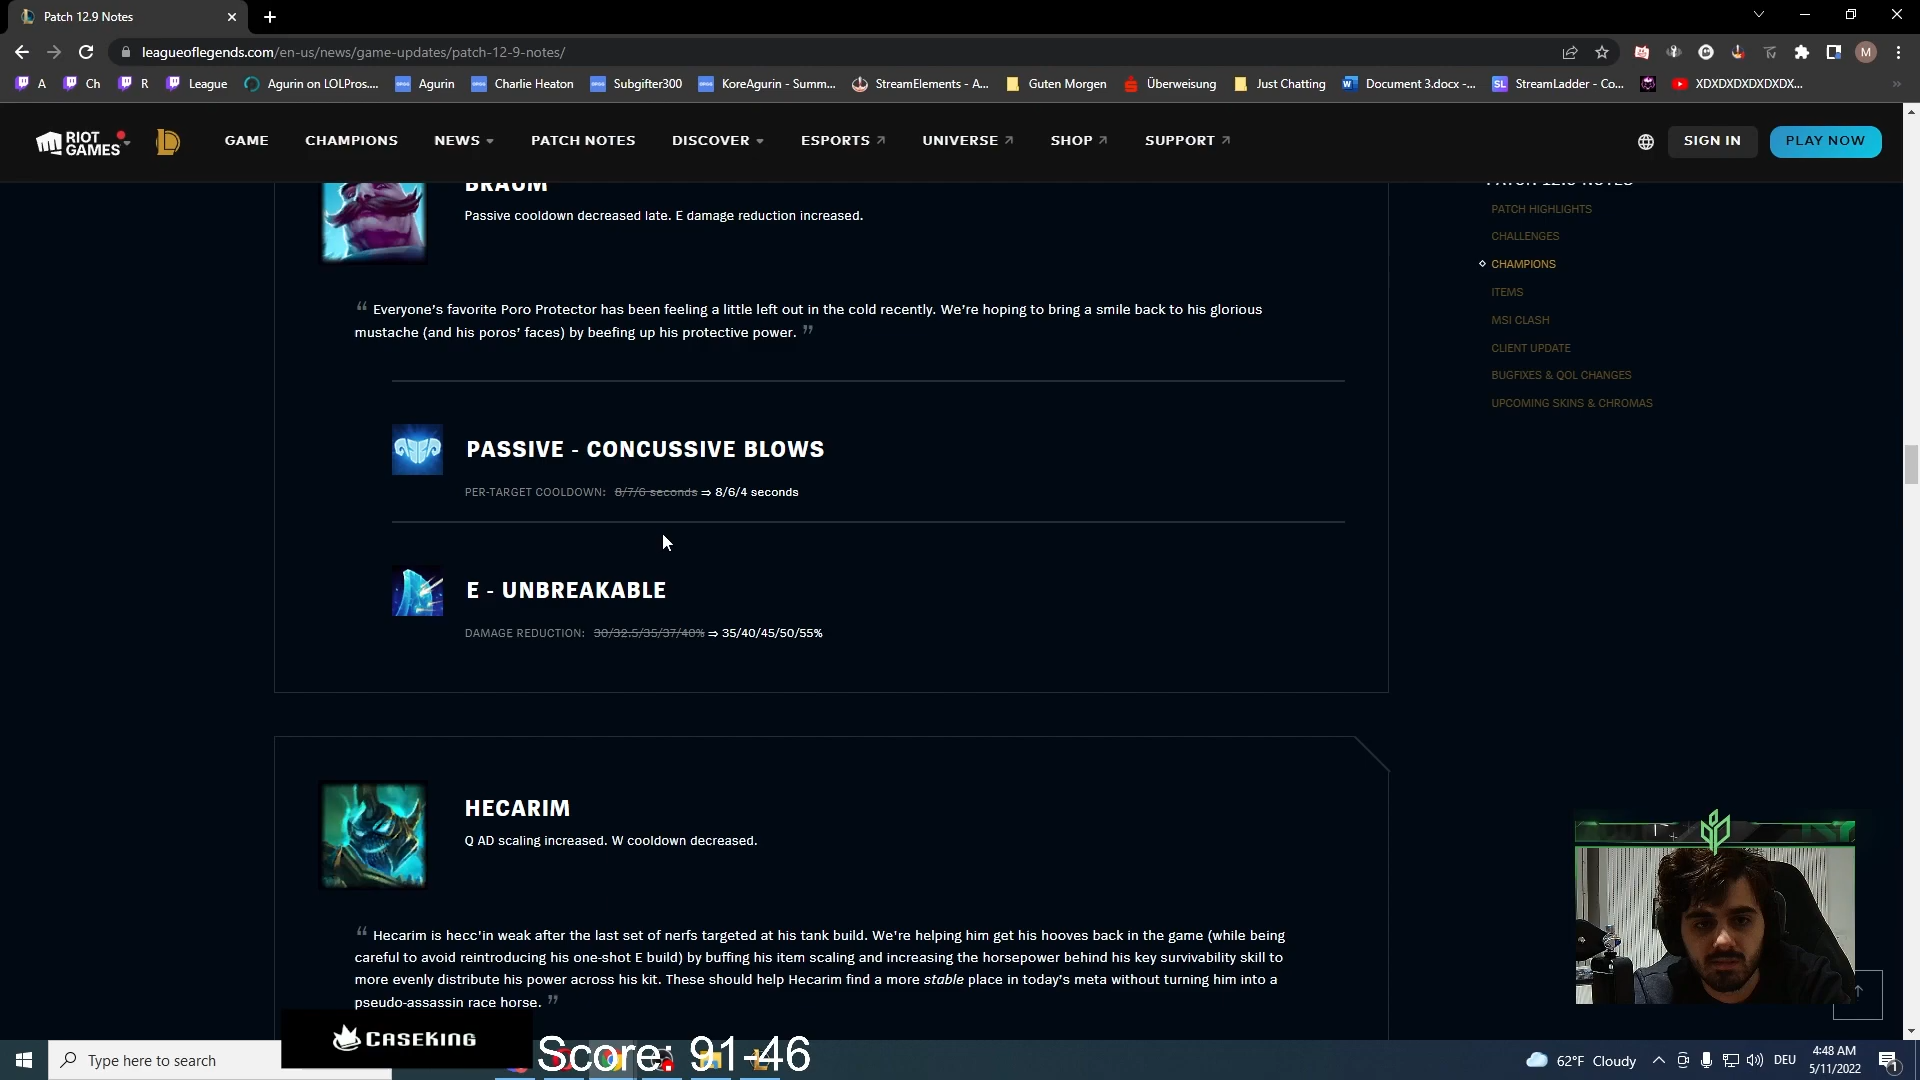 Patch 12.9 Notes
leagueoflegends.com/en-us/news/game-updates/patch-12-9-notes/
A
Ch
R
League
Agurin on LOLPros....
Agurin
Charlie Heaton
Subgifter300
KoreAgurin - Summ...
StreamElements - A...
Guten Morgen
Überweisung
Just Chatting
Document 3.docx -...
StreamLadder - Co...
XDXDXDXDXDXDX...
RIOT GAMES
GAME
CHAMPIONS
NEWS
PATCH NOTES
DISCOVER
ESPORTS
UNIVERSE
SHOP
SUPPORT
SIGN IN
PLAY NOW
BRAUM
Passive cooldown decreased late. E damage reduction increased.
“ Everyone’s favorite Poro Protector has been feeling a little left out in the cold recently. We’re hoping to bring a smile back to his glorious
mustache (and his poros’ faces) by beefing up his protective power. ”
PASSIVE - CONCUSSIVE BLOWS
PER-TARGET COOLDOWN: 8/7/6 seconds ⇒ 8/6/4 seconds
E - UNBREAKABLE
DAMAGE REDUCTION: 30/32.5/35/37/40% ⇒ 35/40/45/50/55%
HECARIM
Q AD scaling increased. W cooldown decreased.
“ Hecarim is hecc'in weak after the last set of nerfs targeted at his tank build. We're helping him get his hooves back in the game (while being
careful to avoid reintroducing his one-shot E build) by buffing his item scaling and increasing the horsepower behind his key survivability skill to
more evenly distribute his power across his kit. These should help Hecarim find a more stable place in today's meta without turning him into a
pseudo-assassin race horse. ”
PATCH 12.9 NOTES
PATCH HIGHLIGHTS
CHALLENGES
CHAMPIONS
ITEMS
MSI CLASH
CLIENT UPDATE
BUGFIXES & QOL CHANGES
UPCOMING SKINS & CHROMAS
CASEKING
Score: 91-46
Type here to search
62°F Cloudy
DEU
4:48 AM
5/11/2022
1